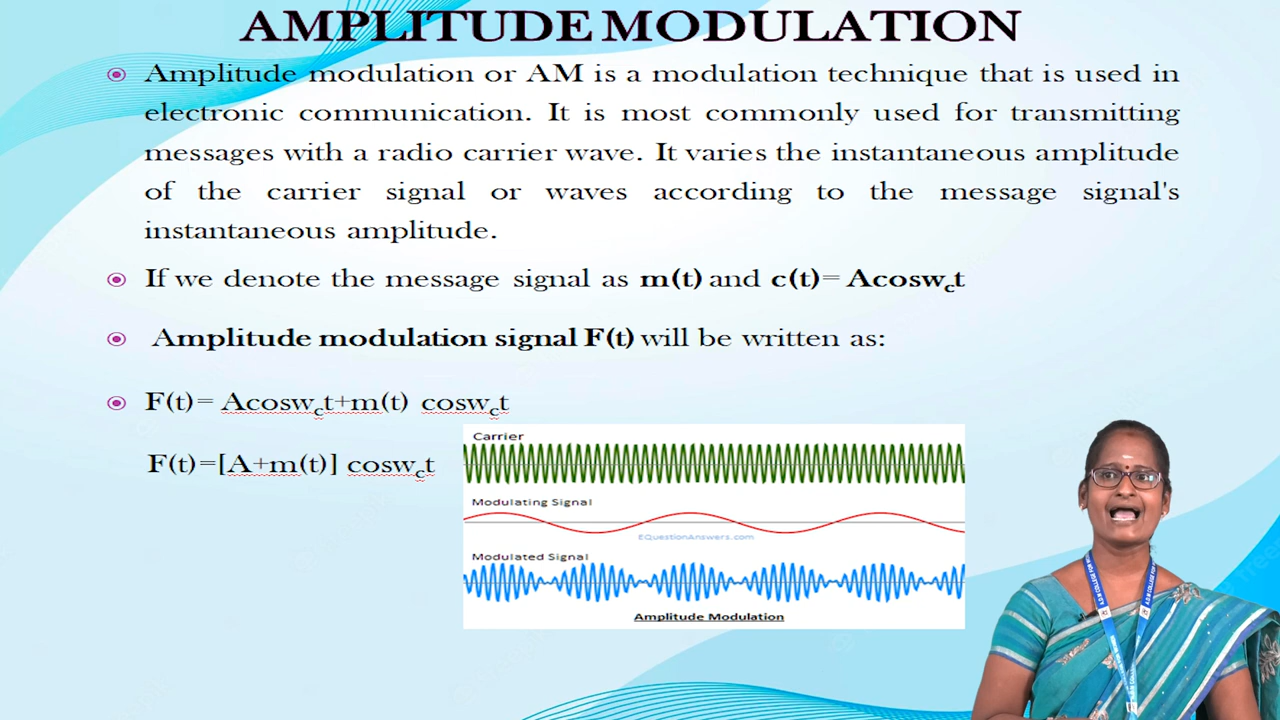 AMPLITUDE MODULATION
Amplitude modulation or AM is a modulation technique that is used in
electronic communication. It is most commonly used for transmitting
messages with a radio carrier wave. It varies the instantaneous amplitude
of the carrier signal or waves according to the message signal's
instantaneous amplitude.
If we denote the message signal as m(t) and c(t)= Acoswct
Amplitude modulation signal F(t) will be written as:
F(t)= Acoswct+m(t) coswct
F(t)=[A+m(t)] coswct
Carrier
Modulating Signal
EQuestionAnswers.com
Modulated Signal
Amplitude Modulation